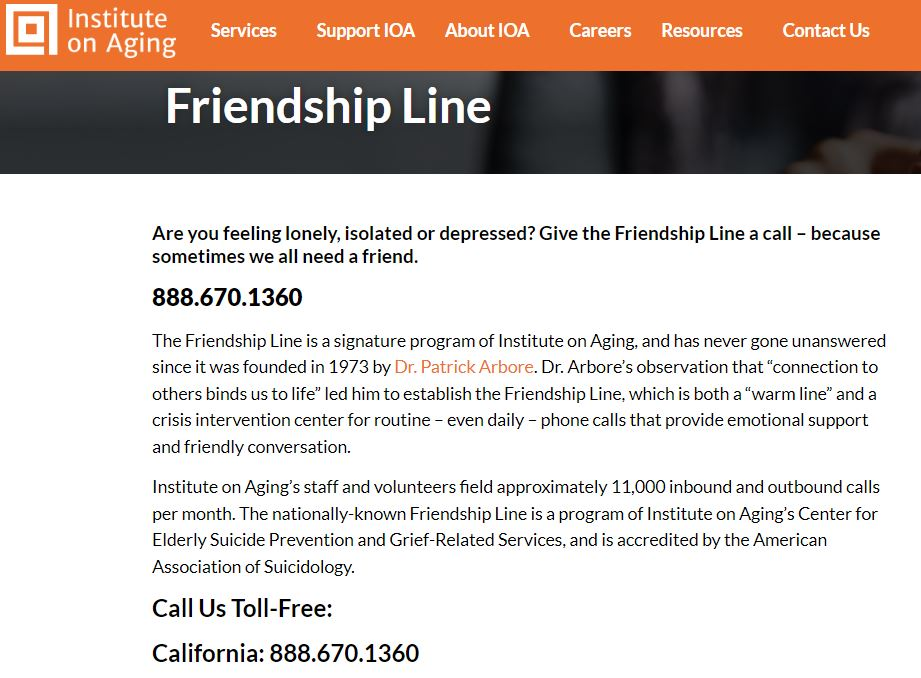 Institute
on Aging
Services
Support IOA
About IOA
Careers
Resources
Contact Us
Friendship Line
Are you feeling lonely, isolated or depressed? Give the Friendship Line a call – because
sometimes we all need a friend.
888.670.1360
The Friendship Line is a signature program of Institute on Aging, and has never gone unanswered
since it was founded in 1973 by Dr. Patrick Arbore. Dr. Arbore’s observation that “connection to
others binds us to life” led him to establish the Friendship Line, which is both a “warm line” and a
crisis intervention center for routine – even daily – phone calls that provide emotional support
and friendly conversation.
Institute on Aging’s staff and volunteers field approximately 11,000 inbound and outbound calls
per month. The nationally-known Friendship Line is a program of Institute on Aging’s Center for
Elderly Suicide Prevention and Grief-Related Services, and is accredited by the American
Association of Suicidology.
Call Us Toll-Free:
California: 888.670.1360